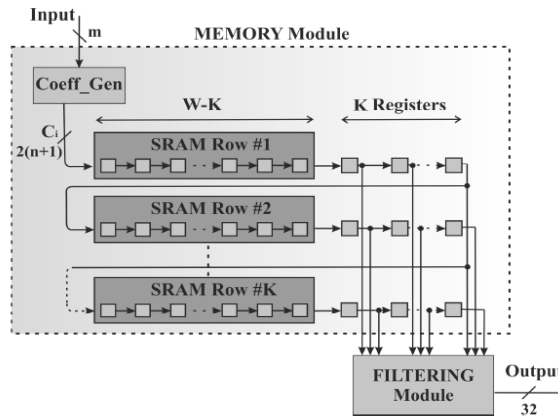 Input
m
MEMORY Module
Coeff_Gen
W-K
K Registers
Ci
2(n+1)
SRAM Row #1
SRAM Row #2
SRAM Row #K
FILTERING
Module
Output
32